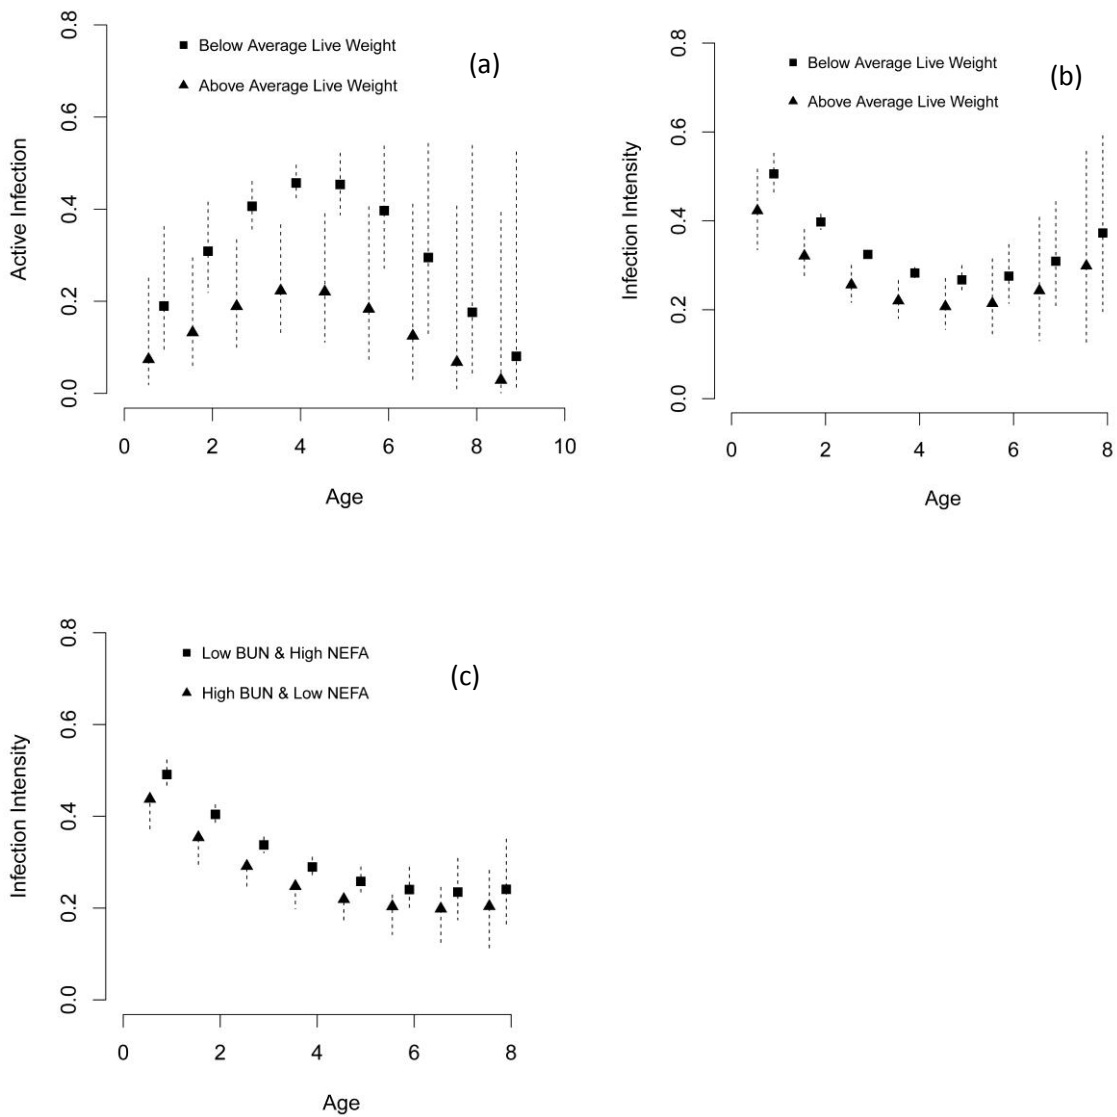 0.8
Below Average Live Weight
Above Average Live Weight
(a)
0.6
0.4
0.2
0.0
Active Infection
0 2 4 6 8 10
Age
0.8
Below Average Live Weight
Above Average Live Weight
(b)
0.6
0.4
0.2
0.0
Infection Intensity
0 2 4 6 8
Age
0.8
Low BUN & High NEFA
High BUN & Low NEFA
(c)
0.6
0.4
0.2
0.0
Infection Intensity
0 2 4 6 8
Age